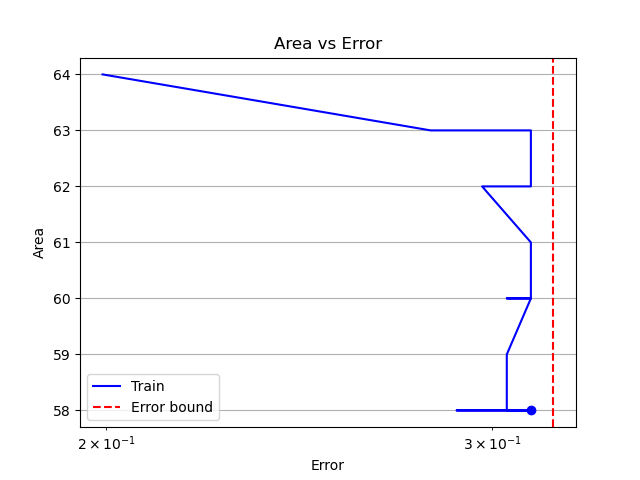 Area vs Error
64
63
62
61
60
59
58
Area
Train
Error bound
2 × 10⁻¹
3 × 10⁻¹
Error